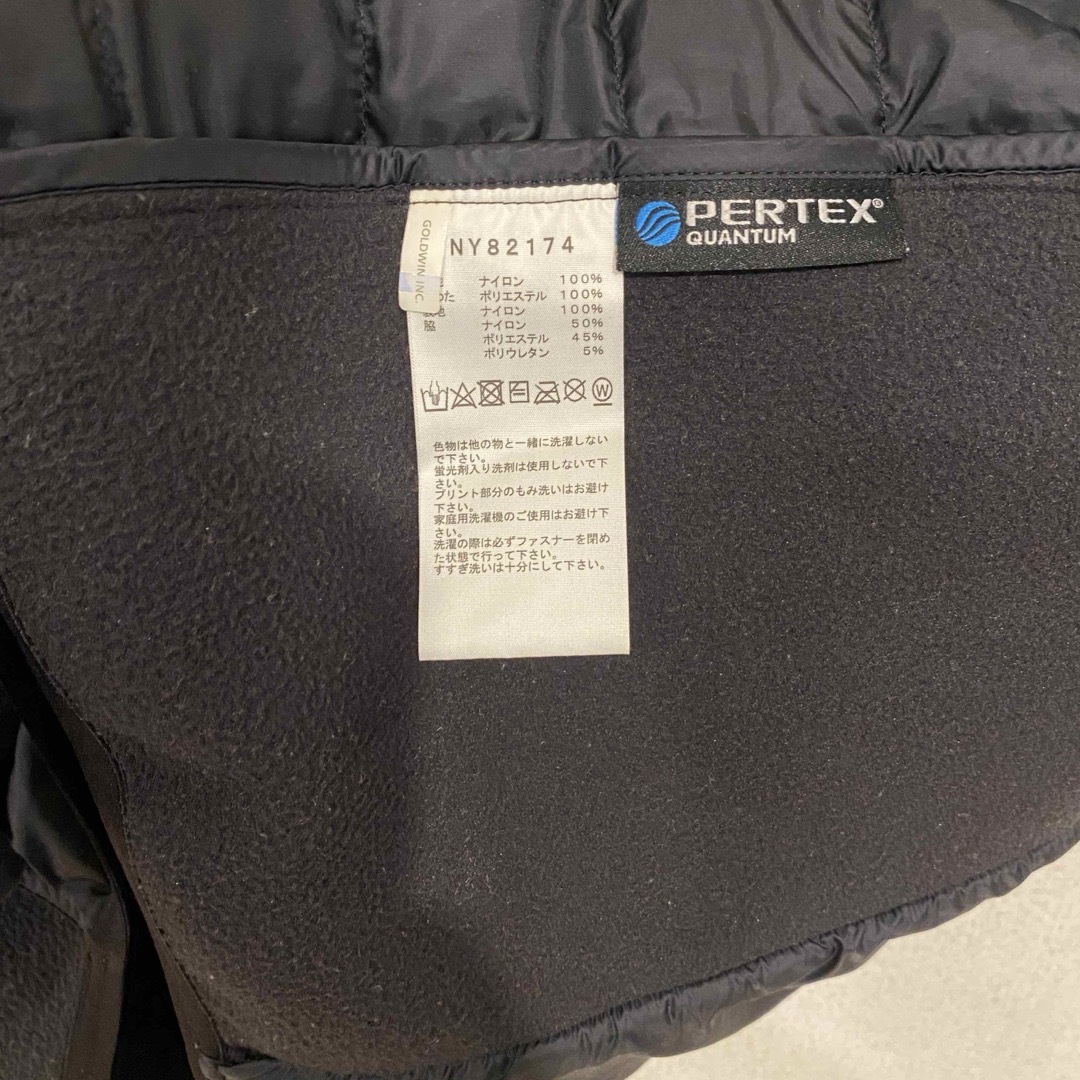 GOLDWIN INC.
NY82174
PERTEX®
QUANTUM
地 ナイロン 100%
わた ポリエステル 100%
裏地 ナイロン 100%
脇 ナイロン 50%
ポリエステル 45%
ポリウレタン 5%
W
色物は他の物と一緒に洗濯しない
で下さい。
蛍光剤入り洗剤は使用しないで下
さい。
プリント部分のもみ洗いはお避け
下さい。
家庭用洗濯機のご使用はお避け下
さい。
洗濯の際は必ずファスナーを閉め
た状態で行って下さい。
すすぎ洗いは十分にして下さい。